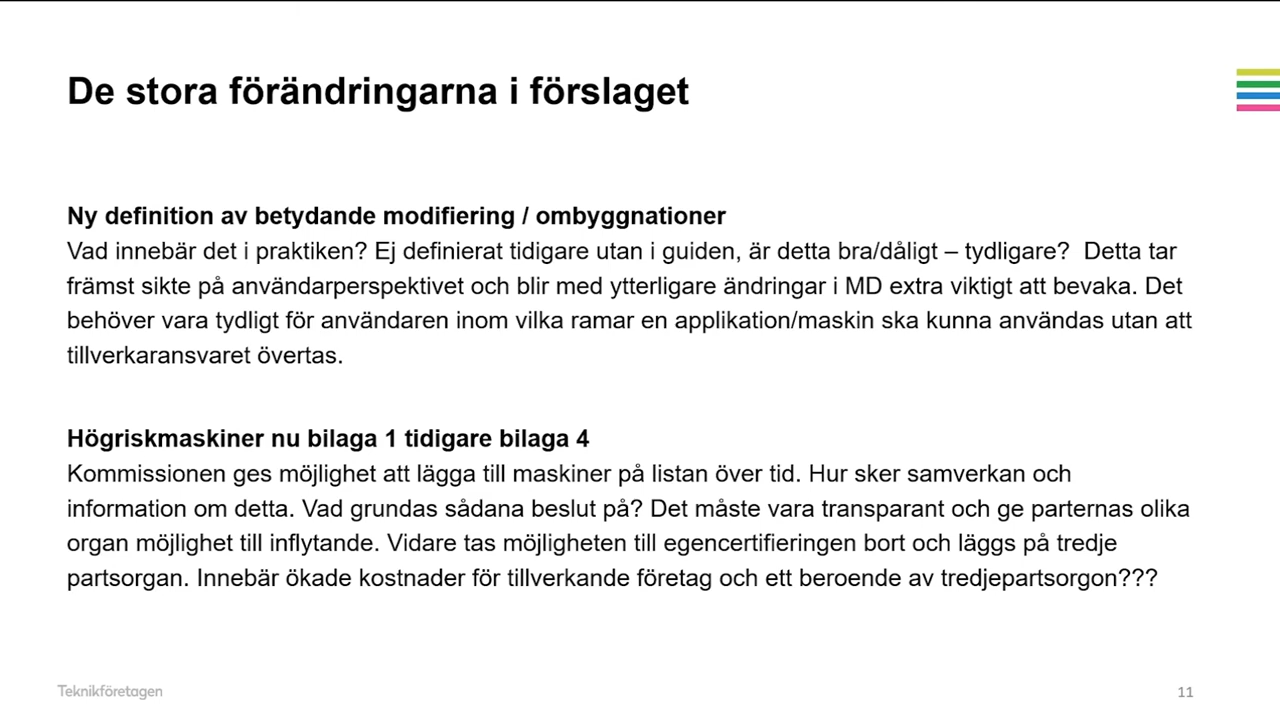 De stora förändringarna i förslaget
Ny definition av betydande modifiering / ombyggnationer
Vad innebär det i praktiken? Ej definierat tidigare utan i guiden, är detta bra/dåligt – tydligare?  Detta tar
främst sikte på användarperspektivet och blir med ytterligare ändringar i MD extra viktigt att bevaka. Det
behöver vara tydligt för användaren inom vilka ramar en applikation/maskin ska kunna användas utan att
tillverkaransvaret övertas.
Högriskmaskiner nu bilaga 1 tidigare bilaga 4
Kommissionen ges möjlighet att lägga till maskiner på listan över tid. Hur sker samverkan och
information om detta. Vad grundas sådana beslut på? Det måste vara transparant och ge parternas olika
organ möjlighet till inflytande. Vidare tas möjligheten till egencertifieringen bort och läggs på tredje
partsorgan. Innebär ökade kostnader för tillverkande företag och ett beroende av tredjepartsorgon???
Teknikföretagen
11